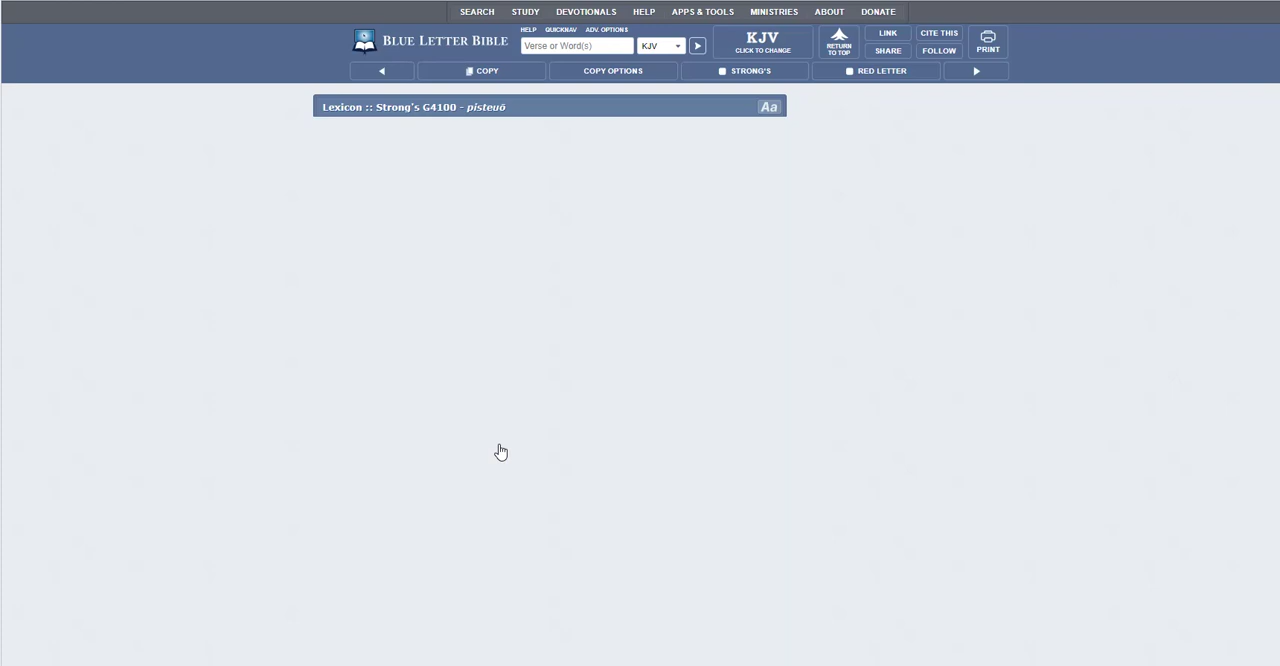 SEARCH STUDY DEVOTIONALS HELP APPS & TOOLS MINISTRIES ABOUT DONATE
HELP QUICKNAV ADV. OPTIONS
BLUE LETTER BIBLE
Verse or Word(s)
KJV
KJV
CLICK TO CHANGE
RETURN
TO TOP
LINK
CITE THIS
SHARE
FOLLOW
PRINT
COPY COPY OPTIONS STRONG'S RED LETTER
Lexicon :: Strong's G4100 - pisteuō Aa